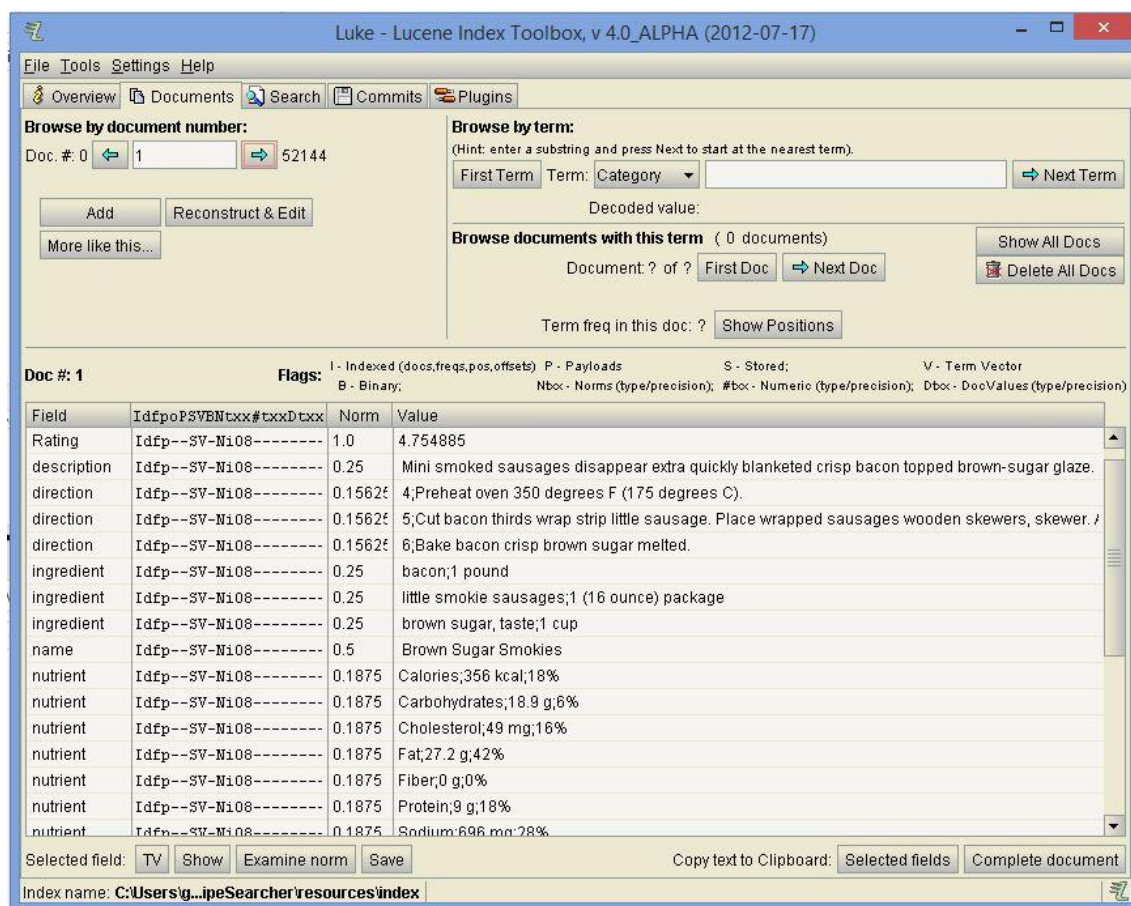 Luke - Lucene Index Toolbox, v 4.0_ALPHA (2012-07-17)
File Tools Settings Help
Overview Documents Search Commits Plugins
Browse by document number:
Doc. #: 0 1 52144
Add Reconstruct & Edit
More like this...
Browse by term:
(Hint: enter a substring and press Next to start at the nearest term).
First Term Term: Category Next Term
Decoded value:
Browse documents with this term ( 0 documents)
Show All Docs
Document: ? of ? First Doc Next Doc
Delete All Docs
Term freq in this doc: ? Show Positions
Doc #: 1 Flags: I - Indexed (docs,freqs,pos,offsets) P - Payloads S - Stored; V - Term Vector
B - Binary; Ntxx - Norms (type/precision); #txx - Numeric (type/precision); Dtxx - DocValues (type/precision)
Field IdfpoPSVBNtxx#txxDtxx Norm Value
Rating Idfp--SV-Ni08-------- 1.0 4.754885
description Idfp--SV-Ni08-------- 0.25 Mini smoked sausages disappear extra quickly blanketed crisp bacon topped brown-sugar glaze.
direction Idfp--SV-Ni08-------- 0.15625 4;Preheat oven 350 degrees F (175 degrees C).
direction Idfp--SV-Ni08-------- 0.15625 5;Cut bacon thirds wrap strip little sausage. Place wrapped sausages wooden skewers, skewer.
direction Idfp--SV-Ni08-------- 0.15625 6;Bake bacon crisp brown sugar melted.
ingredient Idfp--SV-Ni08-------- 0.25 bacon;1 pound
ingredient Idfp--SV-Ni08-------- 0.25 little smokie sausages;1 (16 ounce) package
ingredient Idfp--SV-Ni08-------- 0.25 brown sugar, taste;1 cup
name Idfp--SV-Ni08-------- 0.5 Brown Sugar Smokies
nutrient Idfp--SV-Ni08-------- 0.1875 Calories;356 kcal;18%
nutrient Idfp--SV-Ni08-------- 0.1875 Carbohydrates;18.9 g;6%
nutrient Idfp--SV-Ni08-------- 0.1875 Cholesterol;49 mg;16%
nutrient Idfp--SV-Ni08-------- 0.1875 Fat;27.2 g;42%
nutrient Idfp--SV-Ni08-------- 0.1875 Fiber;0 g;0%
nutrient Idfp--SV-Ni08-------- 0.1875 Protein;9 g;18%
nutrient Idfp--SV-Ni08-------- 0.1875 Sodium;696 mg;28%
Selected field: TV Show Examine norm Save Copy text to Clipboard: Selected fields Complete document
Index name: C:\Users\g...ipeSearcher\resources\index